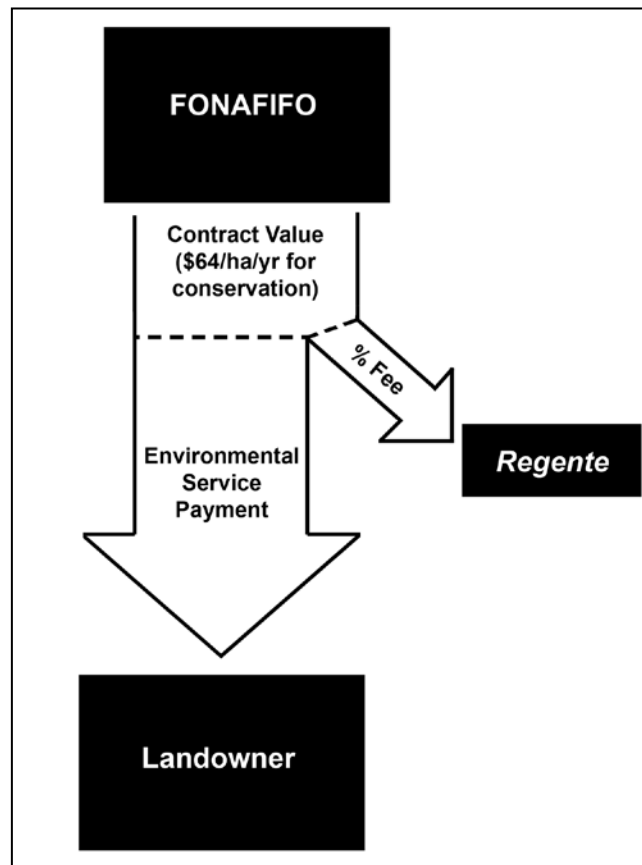 FONAFIFO
Contract Value
($64/ha/yr for
conservation)
% Fee
Environmental
Service
Payment
Regente
Landowner